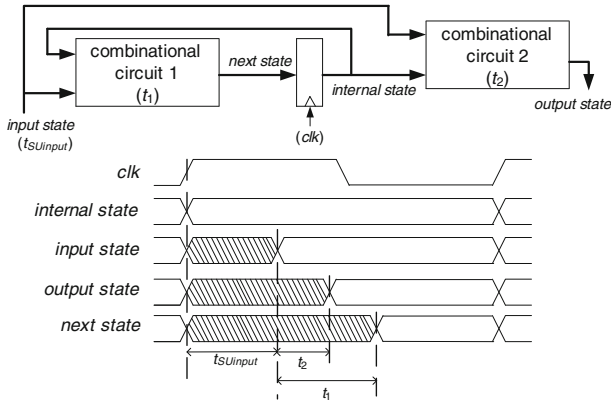 combinational
circuit 1
(t1)
next state
internal state
combinational
circuit 2
(t2)
input state
(tSUinput)
(clk)
output state
clk
internal state
input state
output state
next state
tSUinput
t2
t1